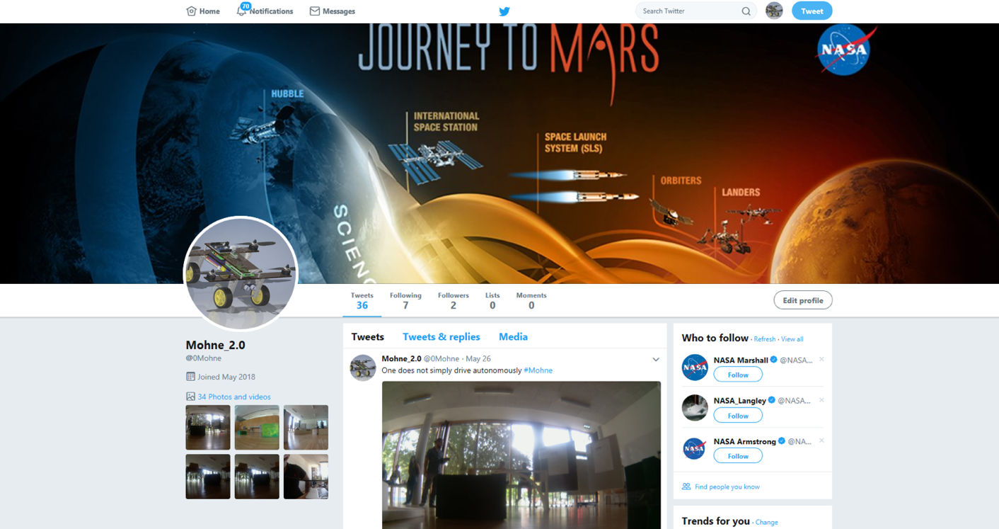 Home
70
Notifications
Messages
Search Twitter
Tweet
JOURNEY TO MARS
NASA
HUBBLE
INTERNATIONAL
SPACE STATION
SPACE LAUNCH
SYSTEM (SLS)
ORBITERS
LANDERS
SCIENC
Tweets
36
Following
7
Followers
2
Lists
0
Moments
0
Edit profile
Mohne_2.0
@0Mohne
Joined May 2018
34 Photos and videos
Tweets
Tweets & replies
Media
Mohne_2.0 @0Mohne · May 26
One does not simply drive autonomously #Mohne
Who to follow · Refresh · View all
NASA
NASA Marshall @NASA...
Follow
NASA_Langley @NASA...
Follow
NASA
NASA Armstrong @NA...
Follow
Find people you know
Trends for you · Change